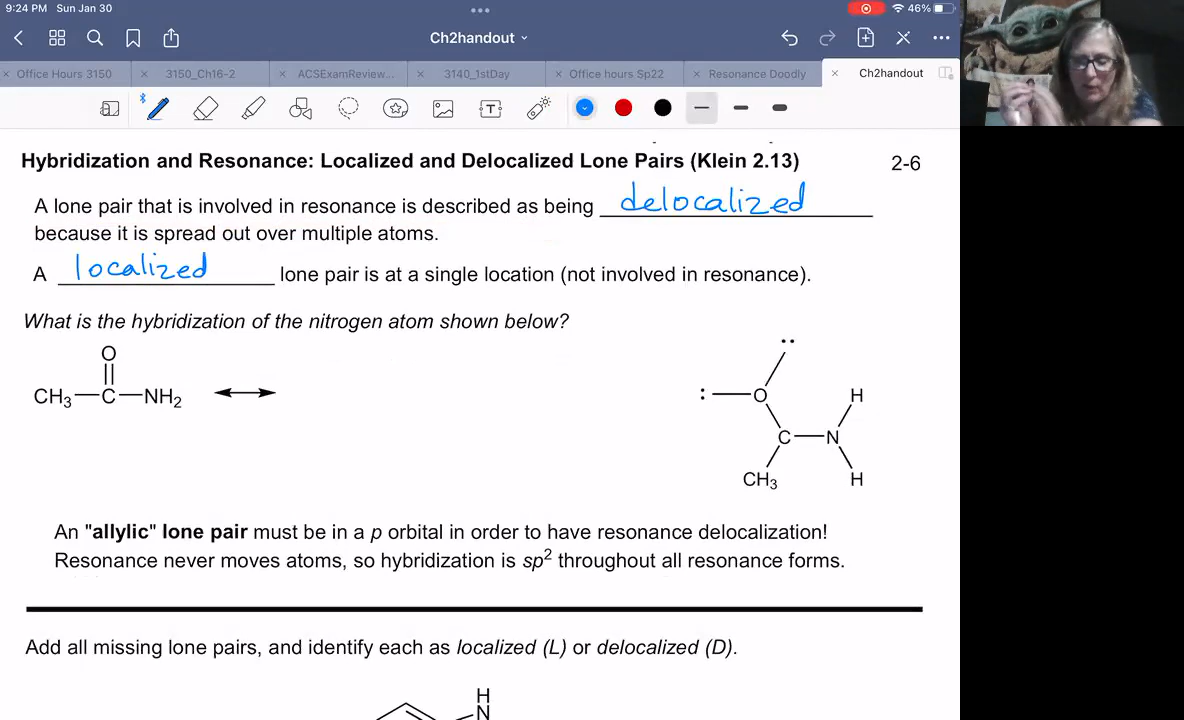 9:24 PM Sun Jan 30
46%
Ch2handout
Office Hours 3150
3150_Ch16-2
ACSExamReview...
3140_1stDay
Office hours Sp22
Resonance Doodly
Ch2handout
Hybridization and Resonance: Localized and Delocalized Lone Pairs (Klein 2.13)
2-6
A lone pair that is involved in resonance is described as being delocalized
because it is spread out over multiple atoms.
A localized lone pair is at a single location (not involved in resonance).
What is the hybridization of the nitrogen atom shown below?
O
CH₃—C—NH₂
O
H
C—N
CH₃
H
An "allylic" lone pair must be in a p orbital in order to have resonance delocalization!
Resonance never moves atoms, so hybridization is sp² throughout all resonance forms.
Add all missing lone pairs, and identify each as localized (L) or delocalized (D).
H
N